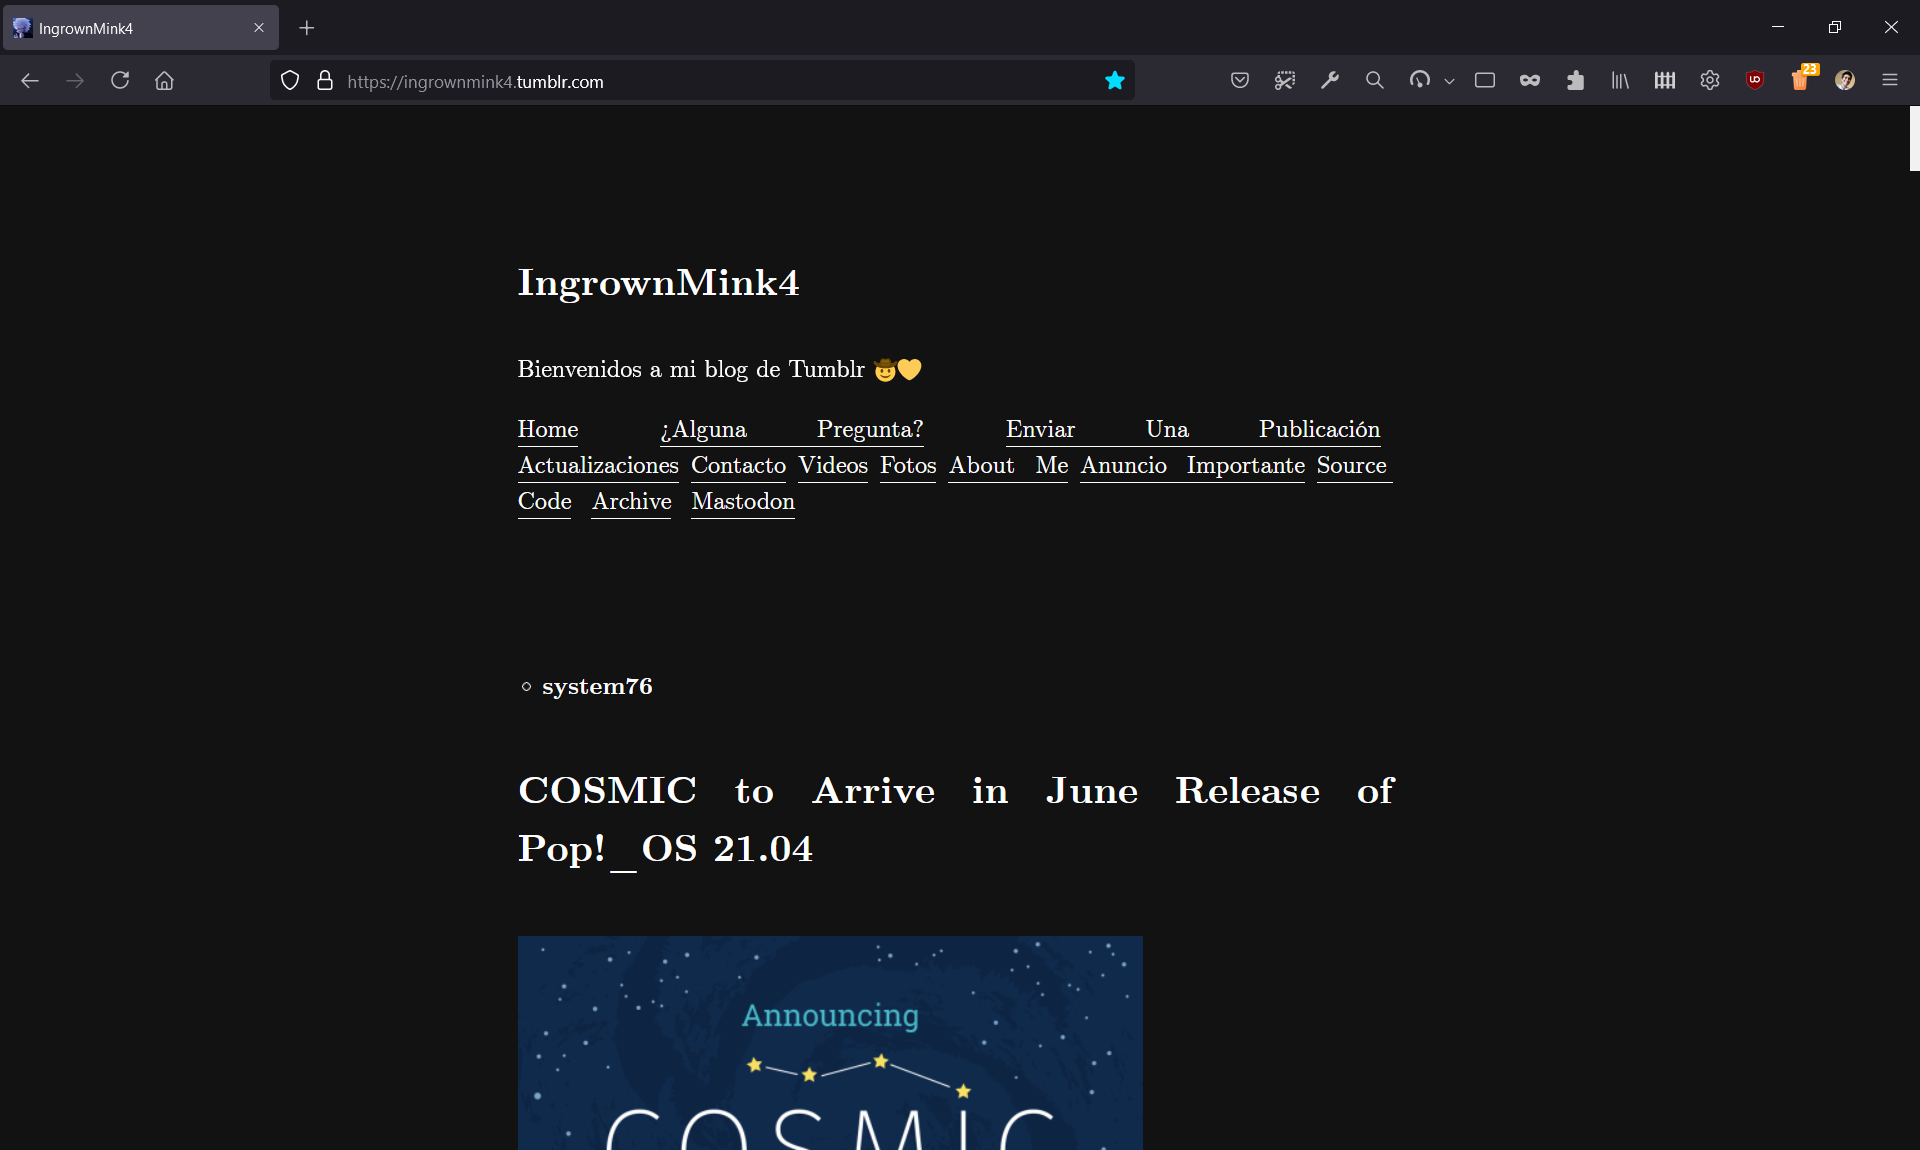 IngrownMink4
https://ingrownmink4.tumblr.com
23
IngrownMink4
Bienvenidos a mi blog de Tumblr 🤠💛
Home ¿Alguna Pregunta? Enviar Una Publicación
Actualizaciones Contacto Videos Fotos About Me Anuncio Importante Source
Code Archive Mastodon
system76
COSMIC to Arrive in June Release of
Pop!_OS 21.04
Announcing
COSMIC